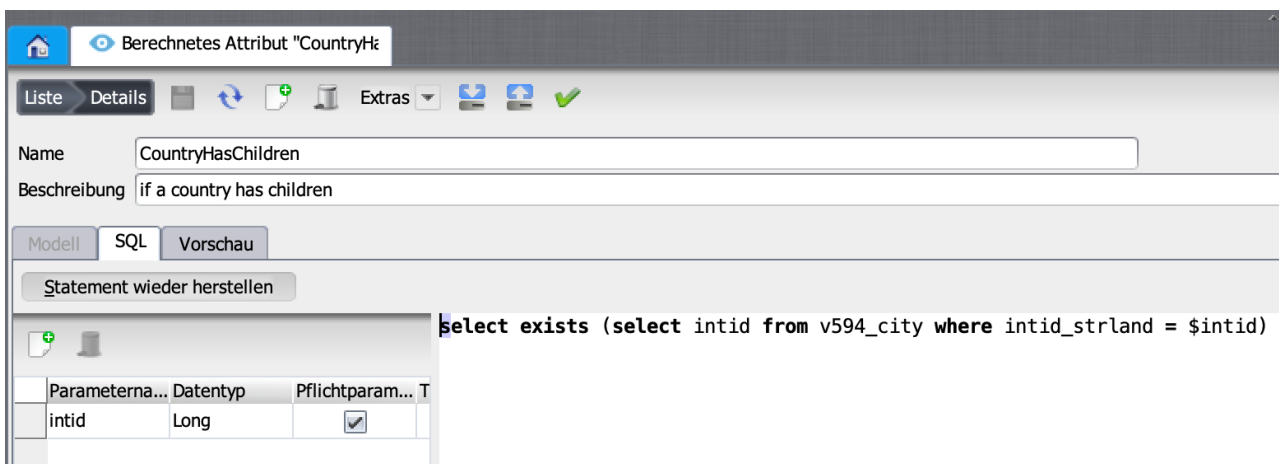 Berechnetes Attribut "CountryHa
Liste Details Extras
Name CountryHasChildren
Beschreibung if a country has children
Modell SQL Vorschau
Statement wieder herstellen
select exists (select intid from v594_city where intid_strland = $intid)
Parameterna... Datentyp Pflichtparam... T
intid Long